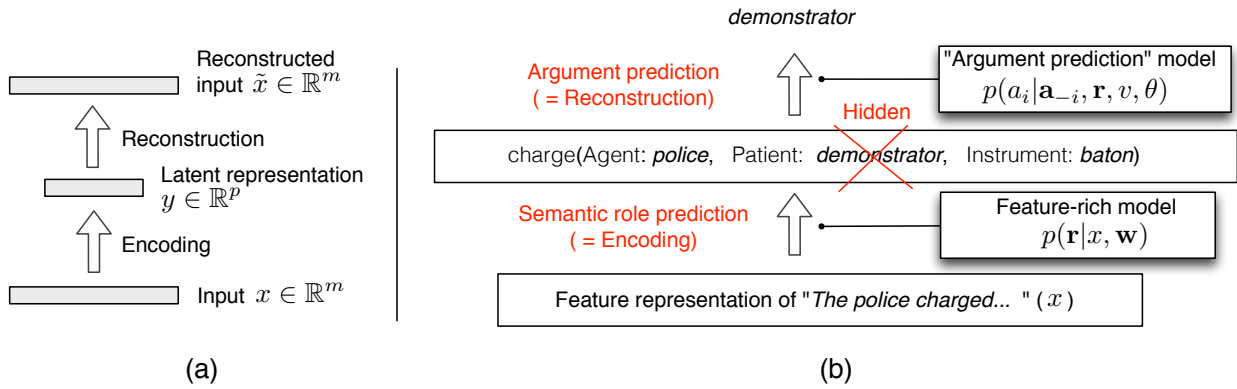 Reconstructed
input x̃ ∈ ℝ^m
Reconstruction
Latent representation
y ∈ ℝ^p
Encoding
Input x ∈ ℝ^m
(a)
demonstrator
Argument prediction
( = Reconstruction)
"Argument prediction" model
p(a_i|a_{-i}, r, v, θ)
Hidden
charge(Agent: police, Patient: demonstrator, Instrument: baton)
Semantic role prediction
( = Encoding)
Feature-rich model
p(r|x, w)
Feature representation of "The police charged... " (x)
(b)